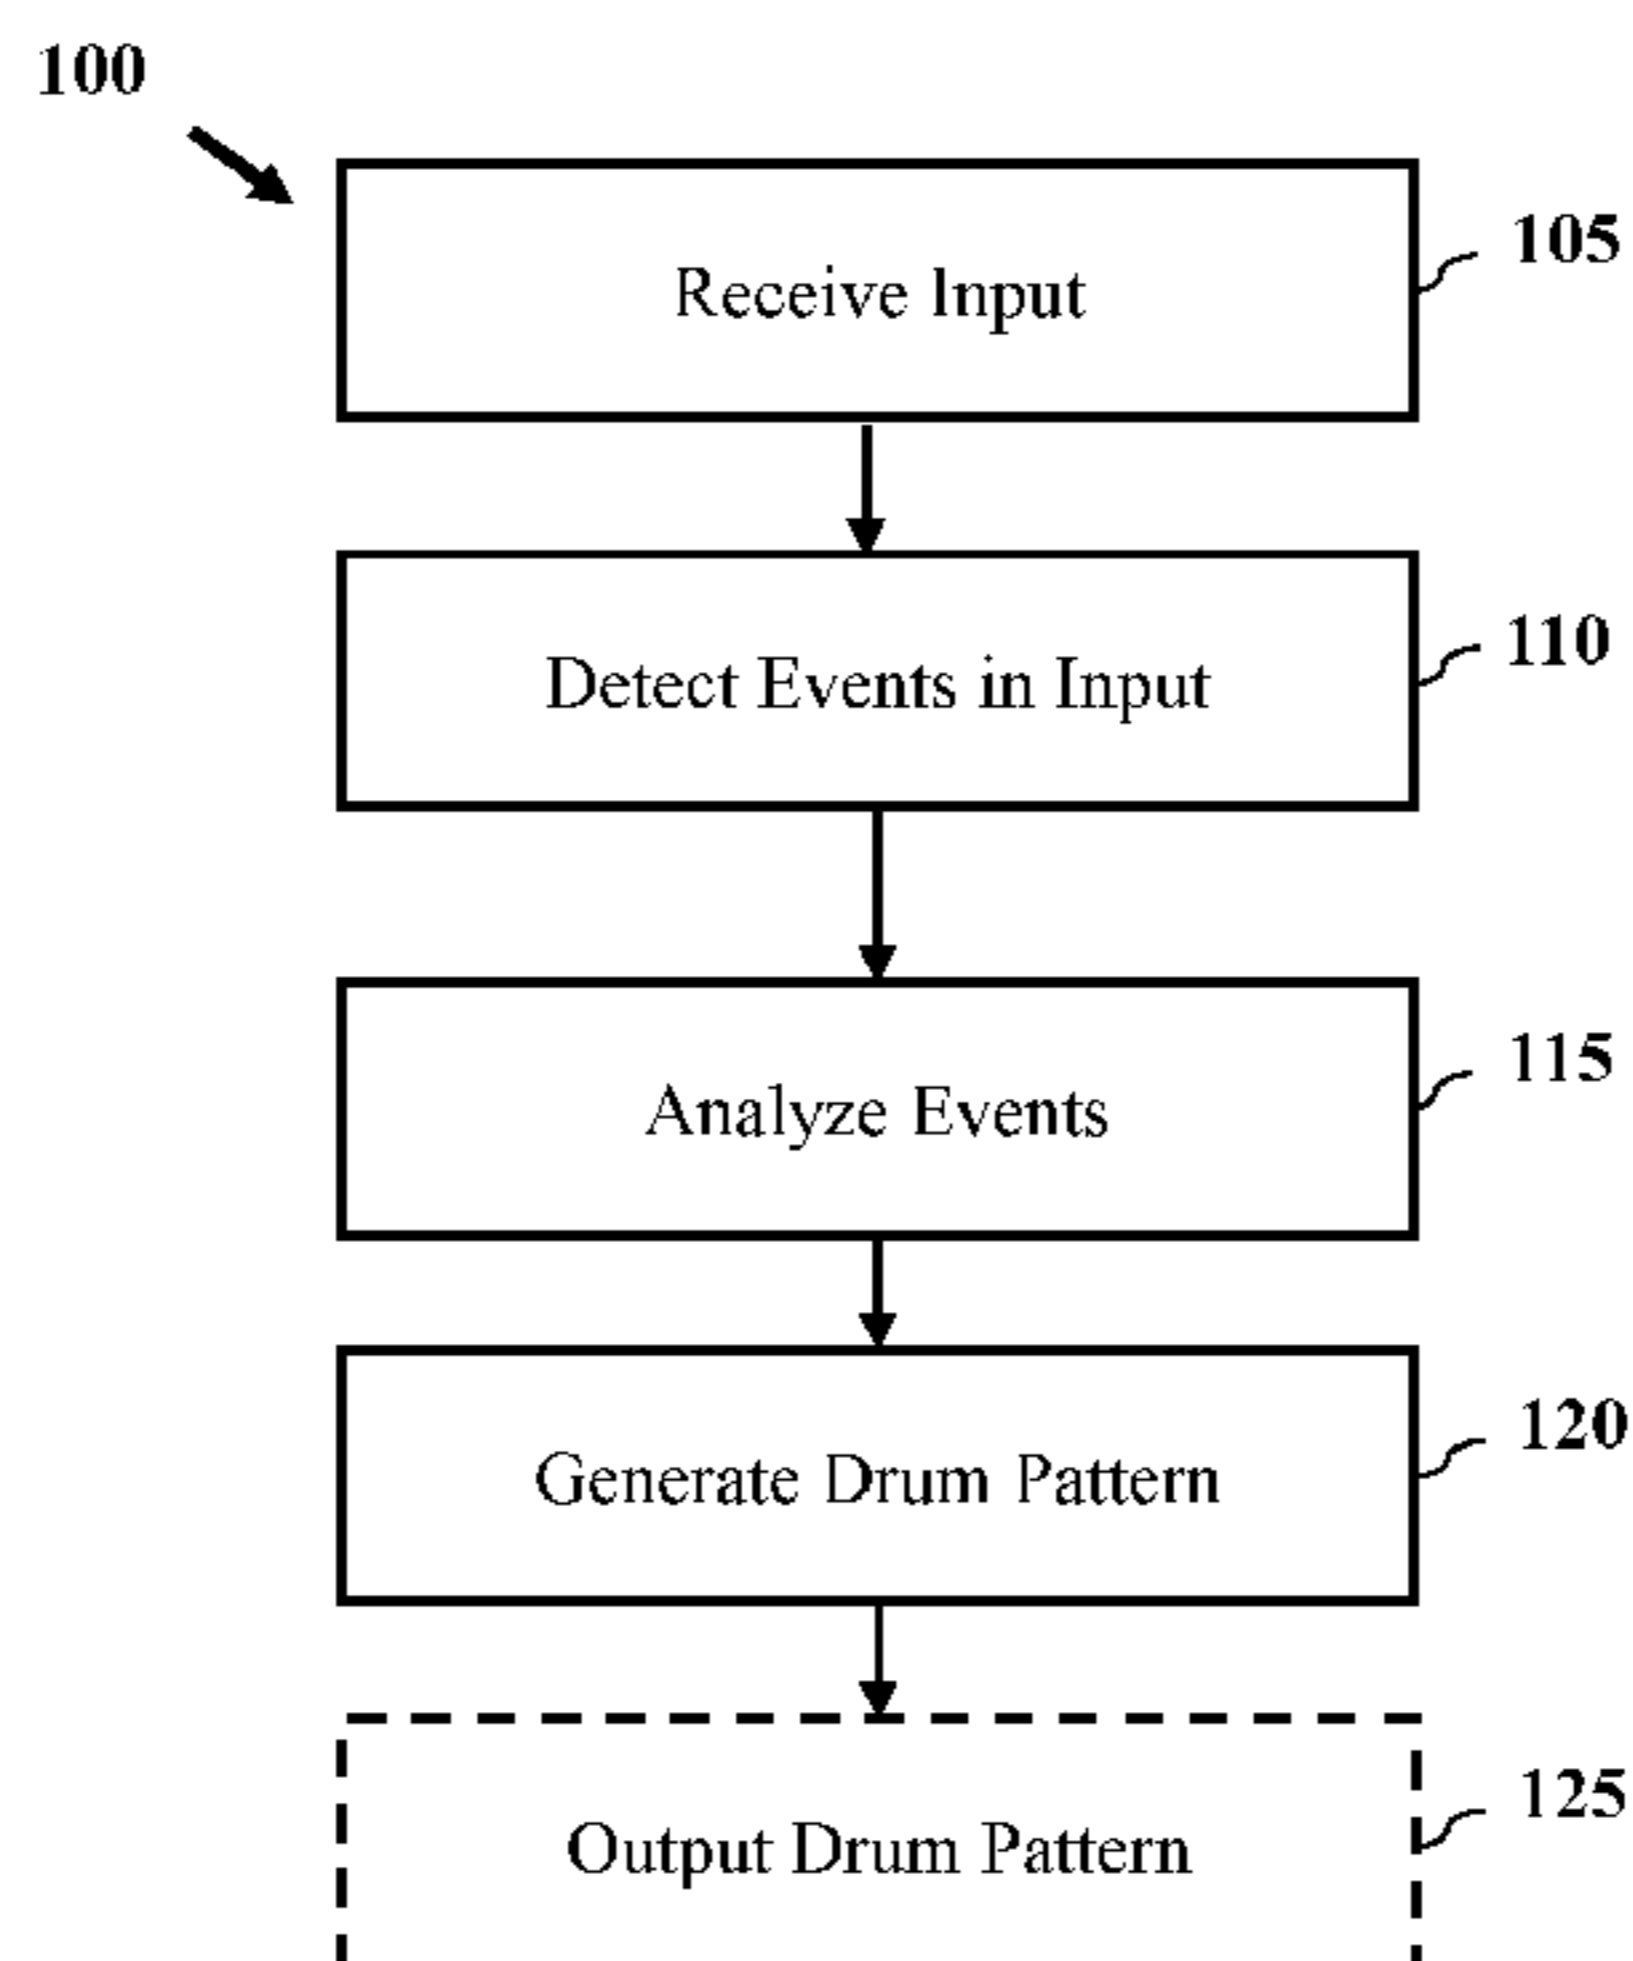 100
Receive Input
105
Detect Events in Input
110
Analyze Events
115
Generate Drum Pattern
120
Output Drum Pattern
125